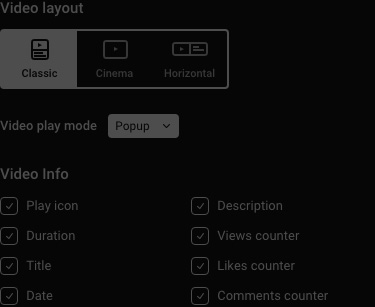 Video layout
Classic Cinema Horizontal
Video play mode Popup
Video Info
Play icon Description
Duration Views counter
Title Likes counter
Date Comments counter